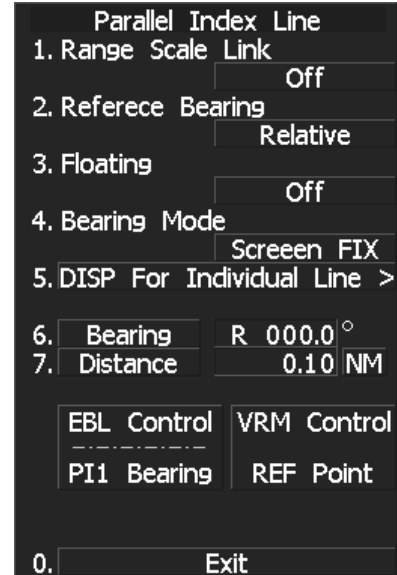 Parallel Index Line
1. Range Scale Link
Off
2. Referece Bearing
Relative
3. Floating
Off
4. Bearing Mode
Screeen FIX
5. DISP For Individual Line >
6. Bearing R 000.0 °
7. Distance 0.10 NM
EBL Control VRM Control
PI1 Bearing REF Point
0. Exit